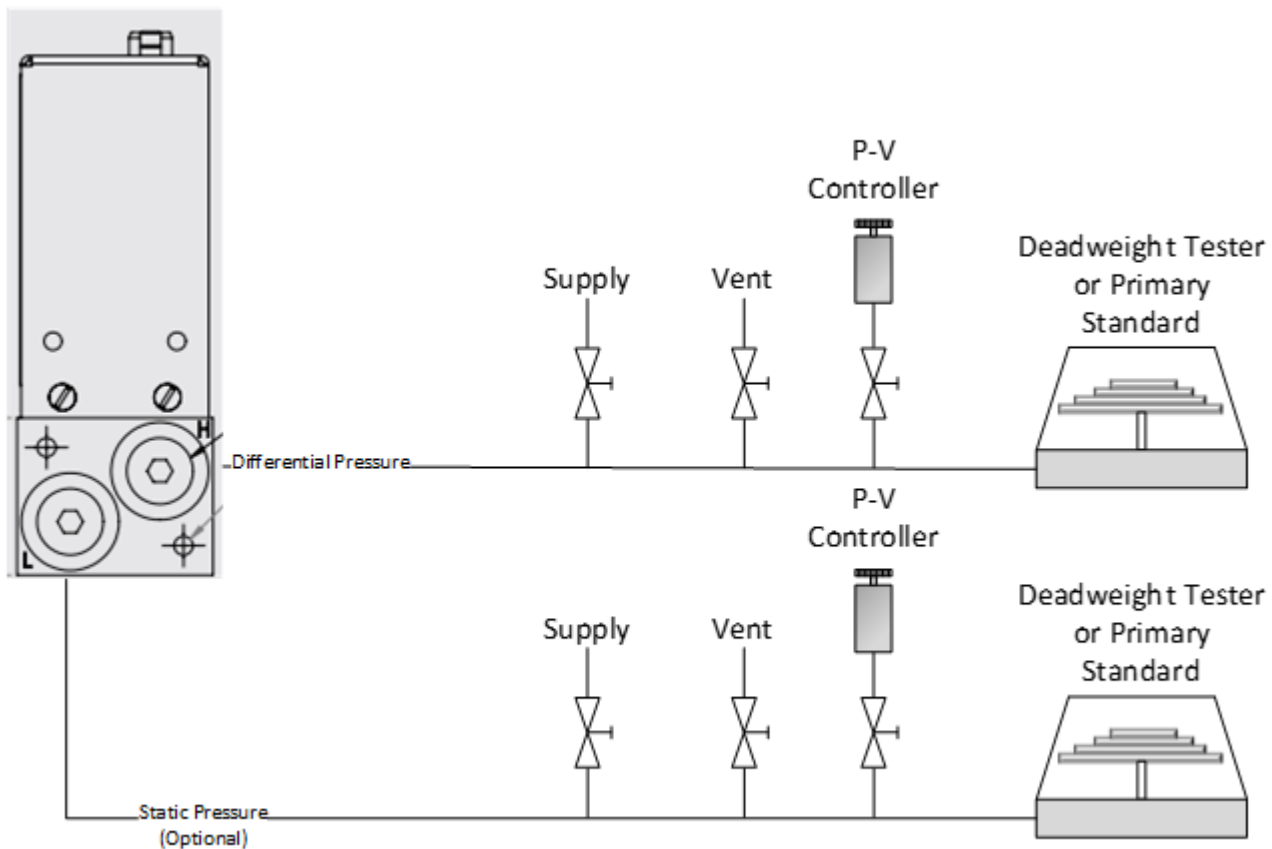 P-V
Controller
Deadweight Tester
or Primary
Standard
Supply
Vent
H
Differential Pressure
L
P-V
Controller
Deadweight Tester
or Primary
Standard
Supply
Vent
Static Pressure
(Optional)